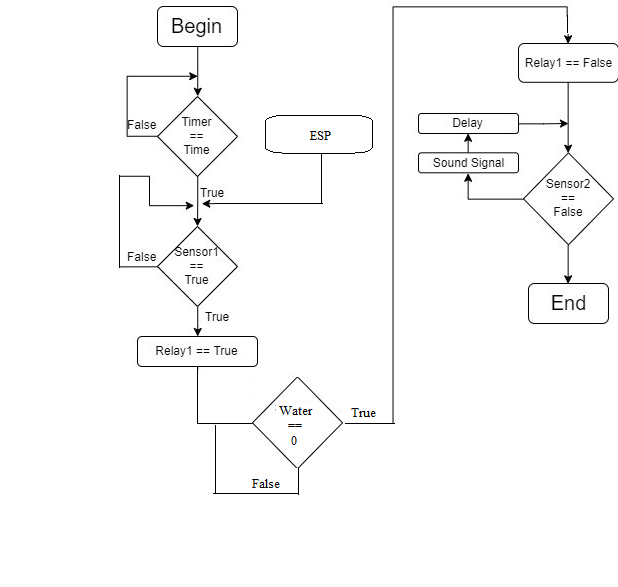 Begin
False
Timer
==
Time
ESP
True
False
Sensor1
==
True
True
Relay1 == True
Water
==
0
True
False
Relay1 == False
Delay
Sound Signal
Sensor2
==
False
End